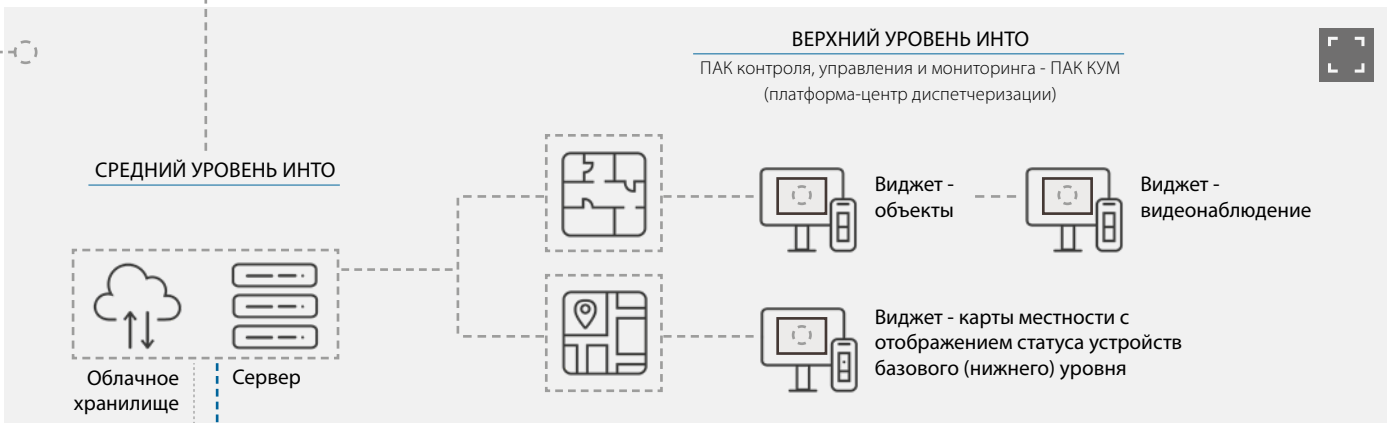 ВЕРХНИЙ УРОВЕНЬ ИНТО
ПАК контроля, управления и мониторинга - ПАК КУМ
(платформа-центр диспетчеризации)
СРЕДНИЙ УРОВЕНЬ ИНТО
Виджет -
объекты
Виджет -
видеонаблюдение
Виджет - карты местности с
отображением статуса устройств
базового (нижнего) уровня
Облачное
хранилище
Сервер